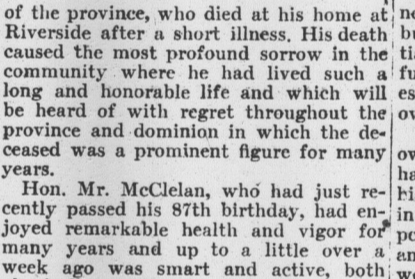 of the province, who died at his home at
Riverside after a short illness. His death
caused the most profound sorrow in the
community where he had lived such a
long and honorable life and which will
be heard of with regret throughout the
province and dominion in which the de-
ceased was a prominent figure for many
years.
Hon. Mr. McClelan, who had just re-
cently passed his 87th birthday, had en-
joyed remarkable health and vigor for
many years and up to a little over a
week ago was smart and active, both